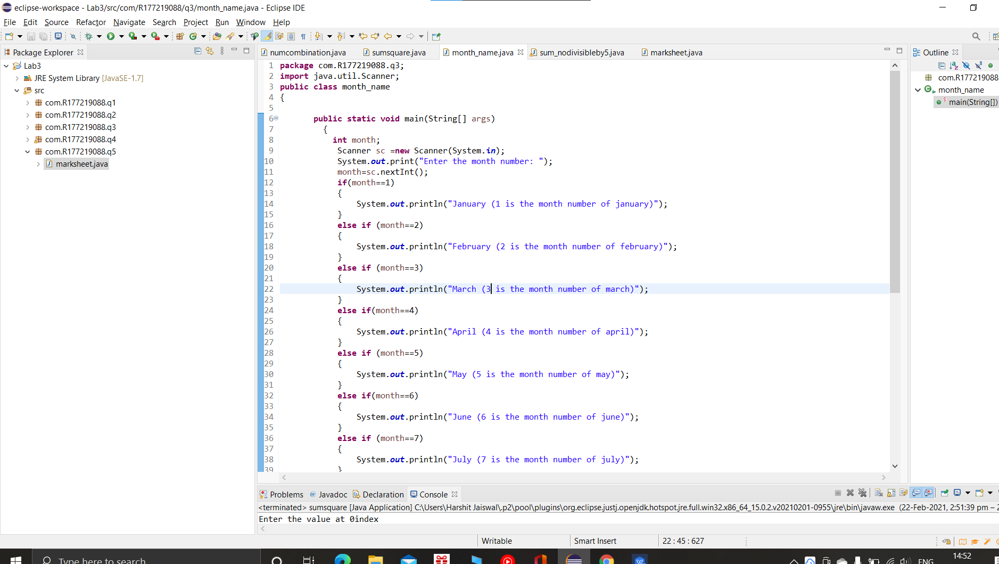 eclipse-workspace - Lab3/src/com/R177219088/q3/month_name.java - Eclipse IDE
File Edit Source Refactor Navigate Search Project Run Window Help
Package Explorer
Lab3
JRE System Library [JavaSE-1.7]
src
com.R177219088.q1
com.R177219088.q2
com.R177219088.q3
com.R177219088.q4
com.R177219088.q5
marksheet.java
numcombination.java sumsquare.java month_name.java sum_nodivisibleby5.java marksheet.java
1 package com.R177219088.q3;
2 import java.util.Scanner;
3 public class month_name
4 {
5
6 public static void main(String[] args)
7 {
8 int month;
9 Scanner sc =new Scanner(System.in);
10 System.out.print("Enter the month number: ");
11 month=sc.nextInt();
12 if(month==1)
13 {
14 System.out.println("January (1 is the month number of january)");
15 }
16 else if (month==2)
17 {
18 System.out.println("February (2 is the month number of february)");
19 }
20 else if (month==3)
21 {
22 System.out.println("March (3 is the month number of march)");
23 }
24 else if(month==4)
25 {
26 System.out.println("April (4 is the month number of april)");
27 }
28 else if (month==5)
29 {
30 System.out.println("May (5 is the month number of may)");
31 }
32 else if(month==6)
33 {
34 System.out.println("June (6 is the month number of june)");
35 }
36 else if (month==7)
37 {
38 System.out.println("July (7 is the month number of july)");
39 }
Outline
com.R177219088
month_name
main(String[])
Problems @ Javadoc Declaration Console
<terminated> sumsquare [Java Application] C:\Users\Harshit Jaiswal\.p2\pool\plugins\org.eclipse.justj.openjdk.hotspot.jre.full.win32.x86_64_15.0.2.v20210201-0955\jre\bin\javaw.exe (22-Feb-2021, 2:51:39 pm –
Enter the value at 0index
Writable Smart Insert 22 : 45 : 627
Type here to search
ENG 14:52